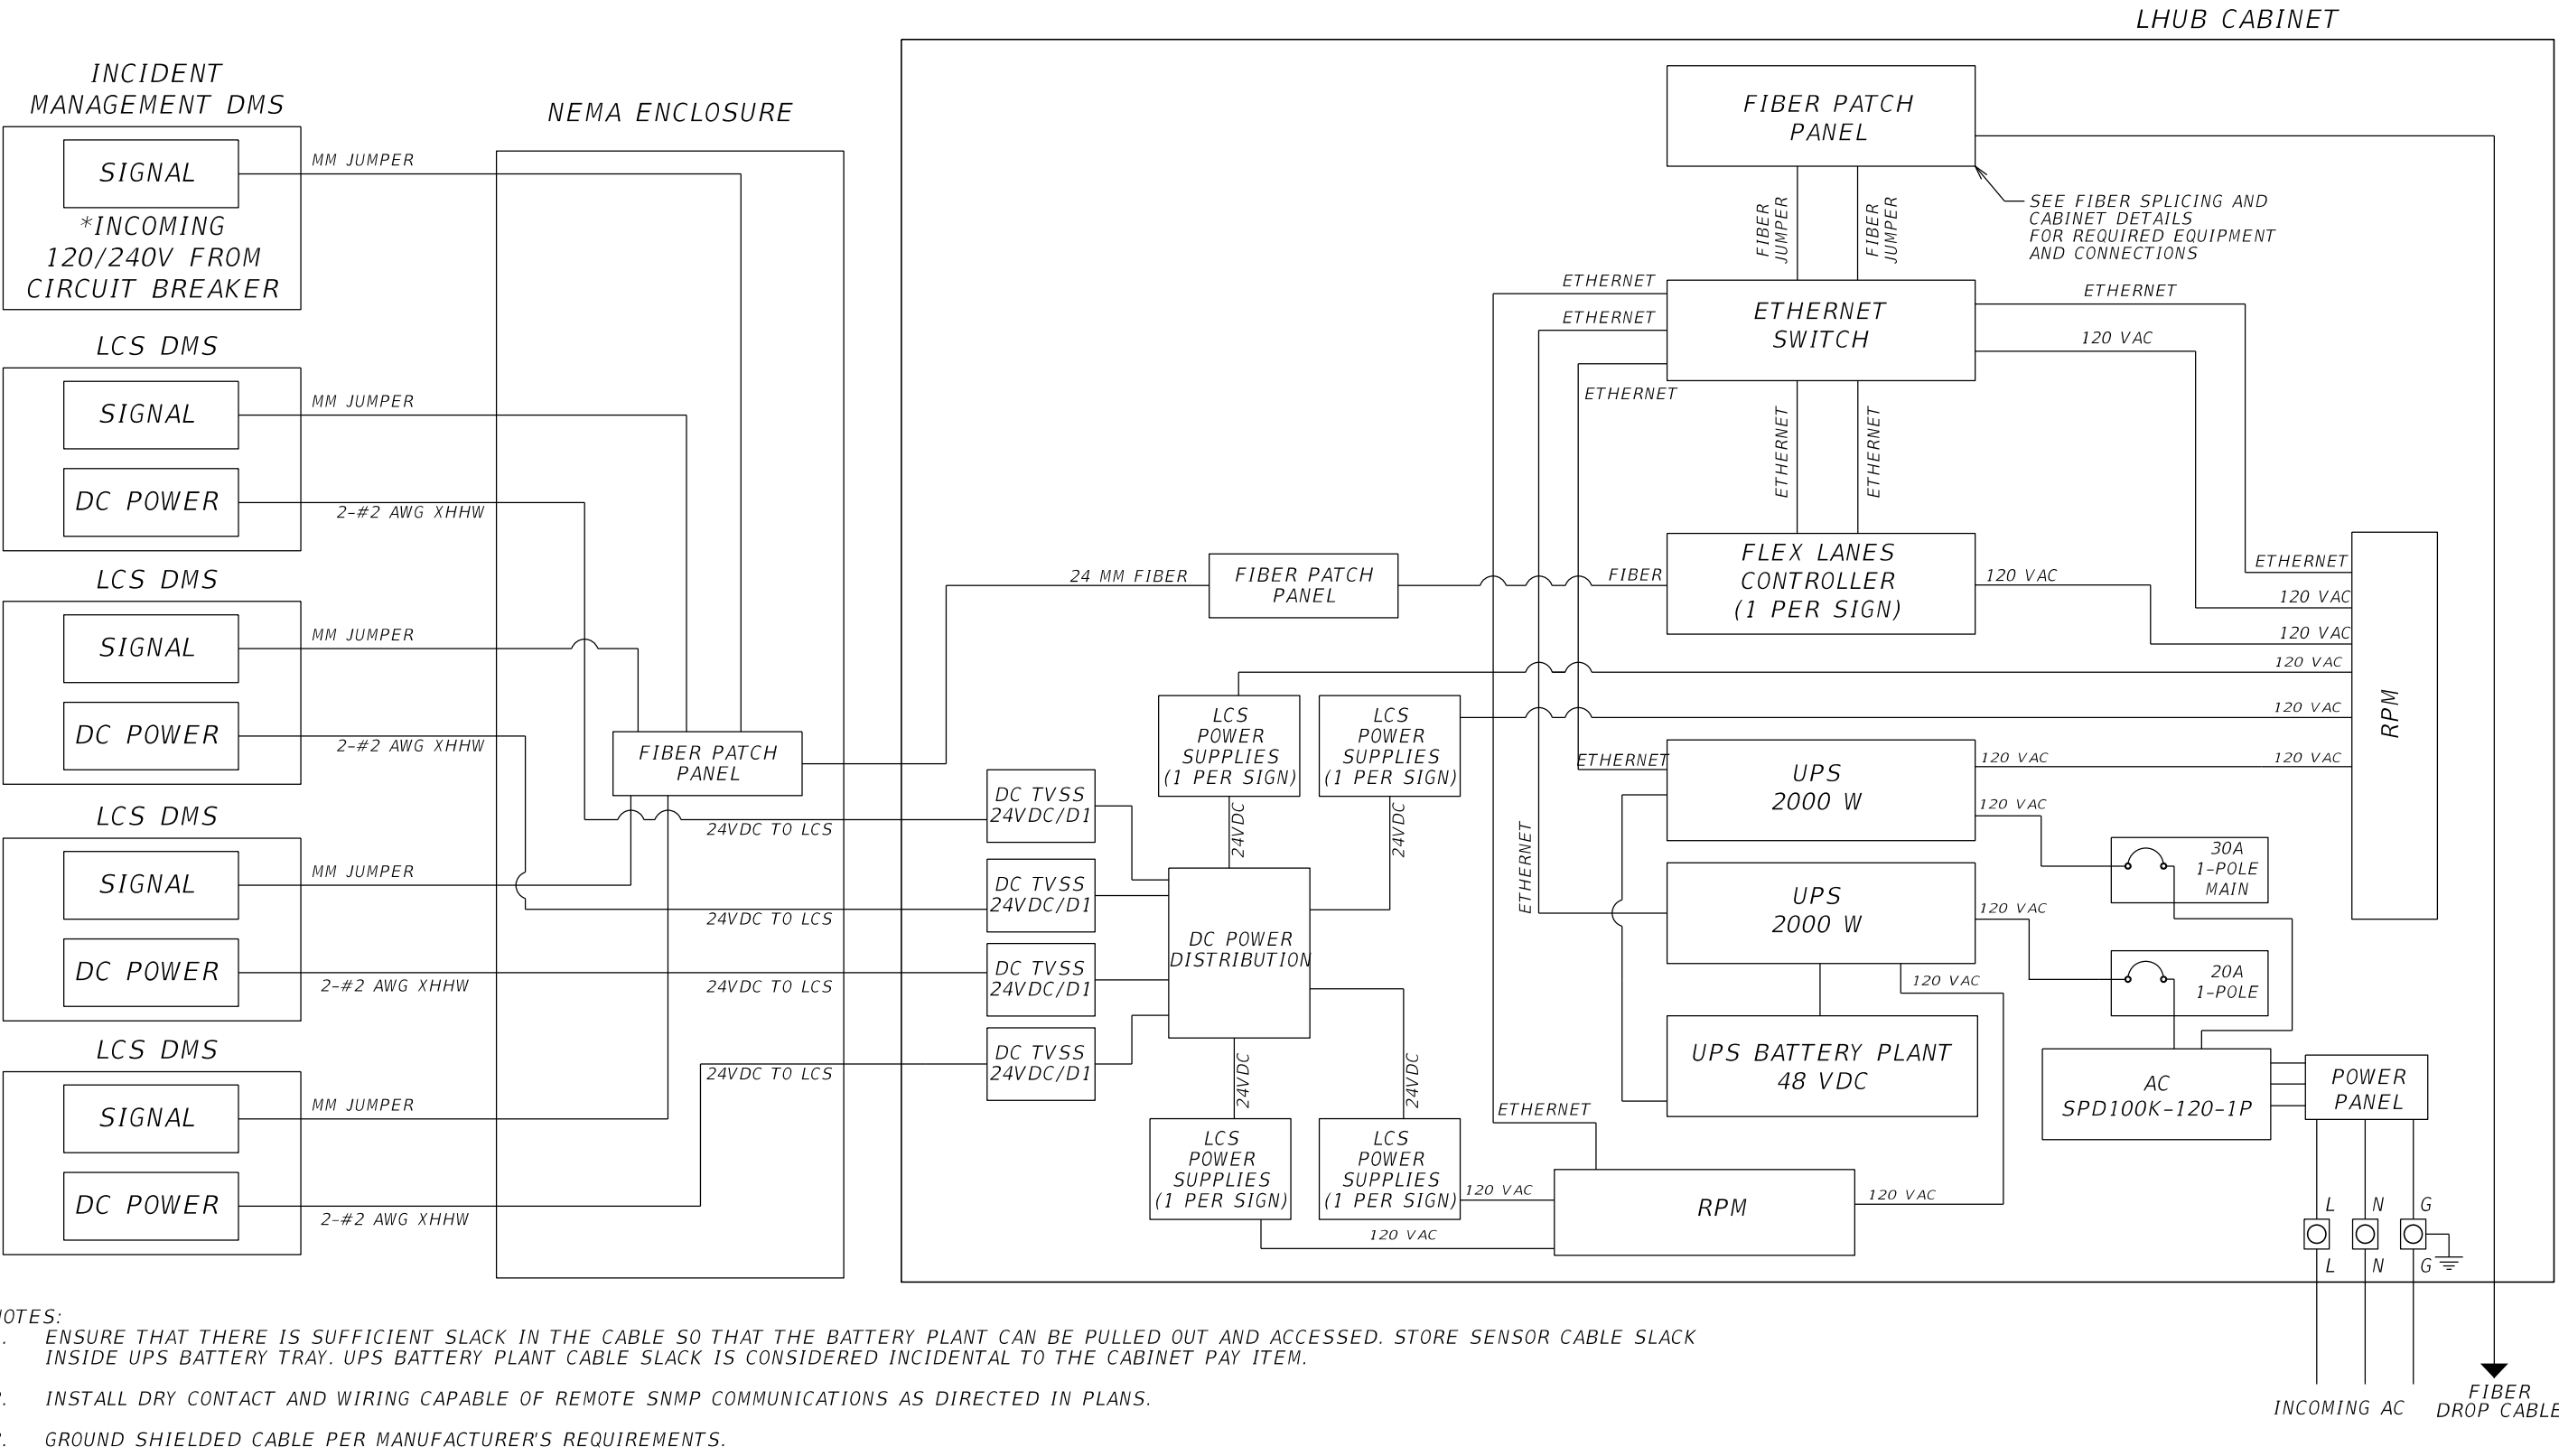 LHUB CABINET
INCIDENT
MANAGEMENT DMS
SIGNAL
*INCOMING
120/240V FROM
CIRCUIT BREAKER
MM JUMPER
LCS DMS
SIGNAL
MM JUMPER
DC POWER
2-#2 AWG XHHW
LCS DMS
SIGNAL
MM JUMPER
DC POWER
2-#2 AWG XHHW
LCS DMS
SIGNAL
MM JUMPER
DC POWER
2-#2 AWG XHHW
LCS DMS
SIGNAL
MM JUMPER
DC POWER
2-#2 AWG XHHW
NEMA ENCLOSURE
FIBER PATCH
PANEL
24VDC TO LCS
24VDC TO LCS
24VDC TO LCS
24VDC TO LCS
FIBER PATCH
PANEL
SEE FIBER SPLICING AND
CABINET DETAILS
FOR REQUIRED EQUIPMENT
AND CONNECTIONS
FIBER
JUMPER
FIBER
JUMPER
ETHERNET
ETHERNET
ETHERNET
ETHERNET
SWITCH
ETHERNET
120 VAC
ETHERNET
ETHERNET
24 MM FIBER
FIBER PATCH
PANEL
FIBER
FLEX LANES
CONTROLLER
(1 PER SIGN)
120 VAC
ETHERNET
120 VAC
120 VAC
120 VAC
120 VAC
120 VAC
RPM
LCS
POWER
SUPPLIES
(1 PER SIGN)
LCS
POWER
SUPPLIES
(1 PER SIGN)
24VDC
24VDC
DC TVSS
24VDC/D1
DC TVSS
24VDC/D1
DC TVSS
24VDC/D1
DC TVSS
24VDC/D1
DC POWER
DISTRIBUTION
24VDC
24VDC
LCS
POWER
SUPPLIES
(1 PER SIGN)
LCS
POWER
SUPPLIES
(1 PER SIGN)
ETHERNET
UPS
2000 W
120 VAC
120 VAC
ETHERNET
UPS
2000 W
120 VAC
120 VAC
30A
1-POLE
MAIN
20A
1-POLE
UPS BATTERY PLANT
48 VDC
AC
SPD100K-120-1P
POWER
PANEL
ETHERNET
120 VAC
120 VAC
RPM
120 VAC
L
N
G
L
N
G
INCOMING AC
FIBER
DROP CABLE
NOTES:
. ENSURE THAT THERE IS SUFFICIENT SLACK IN THE CABLE SO THAT THE BATTERY PLANT CAN BE PULLED OUT AND ACCESSED. STORE SENSOR CABLE SLACK
INSIDE UPS BATTERY TRAY. UPS BATTERY PLANT CABLE SLACK IS CONSIDERED INCIDENTAL TO THE CABINET PAY ITEM.
. INSTALL DRY CONTACT AND WIRING CAPABLE OF REMOTE SNMP COMMUNICATIONS AS DIRECTED IN PLANS.
. GROUND SHIELDED CABLE PER MANUFACTURER'S REQUIREMENTS.